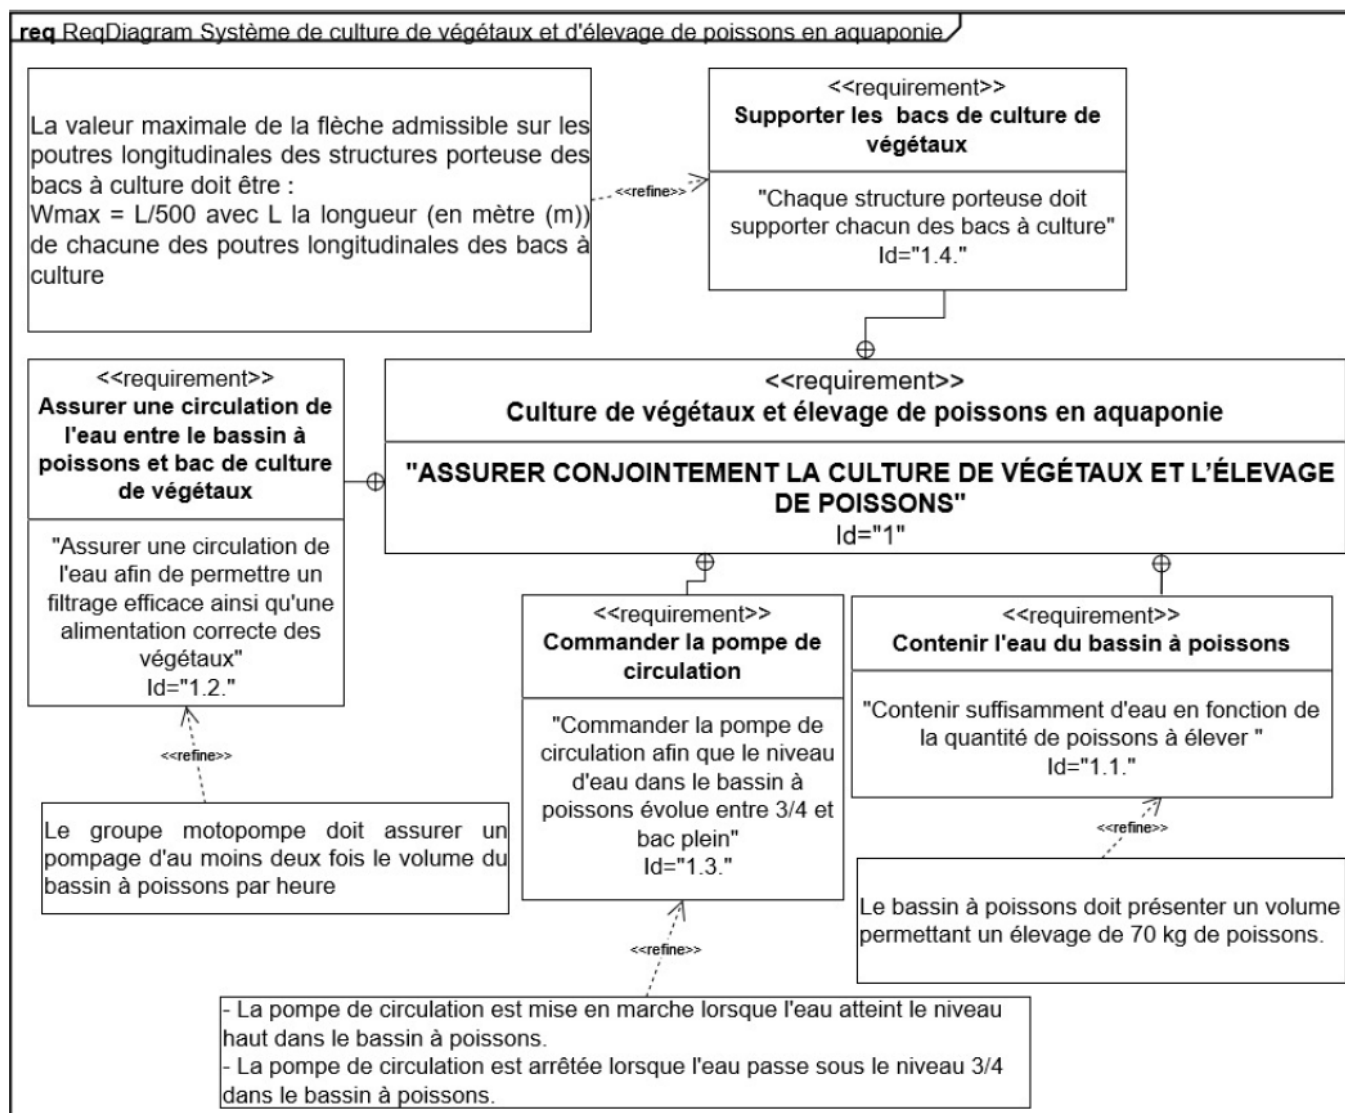 req ReqDiagram Système de culture de végétaux et d'élevage de poissons en aquaponie
La valeur maximale de la flèche admissible sur les
poutres longitudinales des structures porteuse des
bacs à culture doit être :
Wmax = L/500 avec L la longueur (en mètre (m))
de chacune des poutres longitudinales des bacs à
culture
<<refine>>
<<requirement>>
Supporter les bacs de culture de
végétaux
"Chaque structure porteuse doit
supporter chacun des bacs à culture"
Id="1.4."
<<requirement>>
Assurer une circulation de
l'eau entre le bassin à
poissons et bac de culture
de végétaux
"Assurer une circulation de
l'eau afin de permettre un
filtrage efficace ainsi qu'une
alimentation correcte des
végétaux"
Id="1.2."
<<requirement>>
Culture de végétaux et élevage de poissons en aquaponie
"ASSURER CONJOINTEMENT LA CULTURE DE VÉGÉTAUX ET L’ÉLEVAGE
DE POISSONS"
Id="1"
<<refine>>
Le groupe motopompe doit assurer un
pompage d'au moins deux fois le volume du
bassin à poissons par heure
<<requirement>>
Commander la pompe de
circulation
"Commander la pompe de
circulation afin que le niveau
d'eau dans le bassin à
poissons évolue entre 3/4 et
bac plein"
Id="1.3."
<<requirement>>
Contenir l'eau du bassin à poissons
"Contenir suffisamment d'eau en fonction de
la quantité de poissons à élever "
Id="1.1."
<<refine>>
Le bassin à poissons doit présenter un volume
permettant un élevage de 70 kg de poissons.
<<refine>>
- La pompe de circulation est mise en marche lorsque l'eau atteint le niveau
haut dans le bassin à poissons.
- La pompe de circulation est arrêtée lorsque l'eau passe sous le niveau 3/4
dans le bassin à poissons.